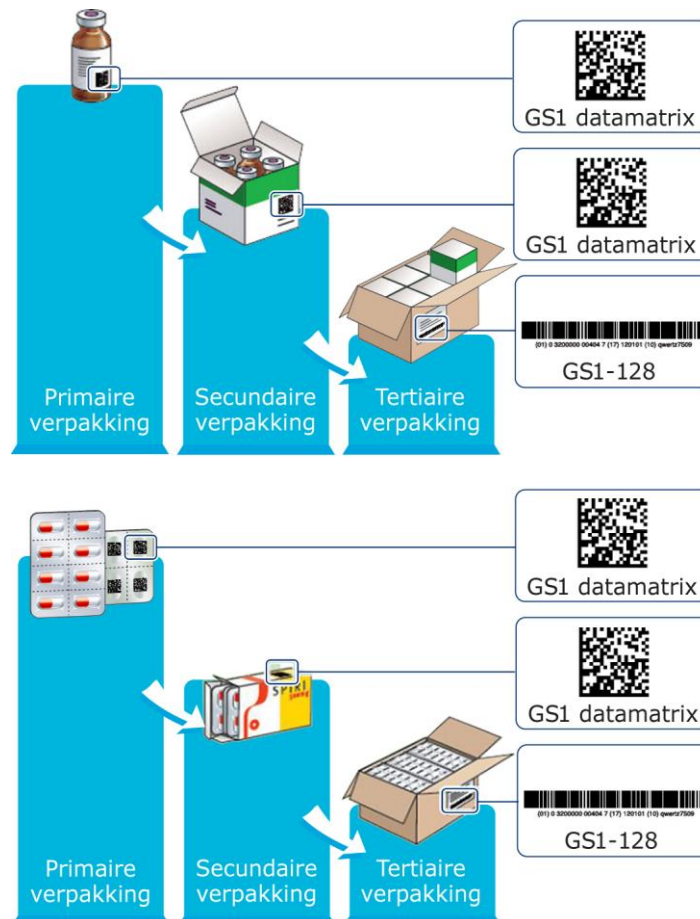 GS1 datamatrix
GS1 datamatrix
(01) 0 3200000 00404 7 (17) 120101 (10) qwertz7509
GS1-128
Primaire
verpakking
Secundaire
verpakking
Tertiaire
verpakking
GS1 datamatrix
SPIRI
GS1 datamatrix
(01) 0 3200000 00404 7 (17) 120101 (10) qwertz7509
GS1-128
Primaire
verpakking
Secundaire
verpakking
Tertiaire
verpakking